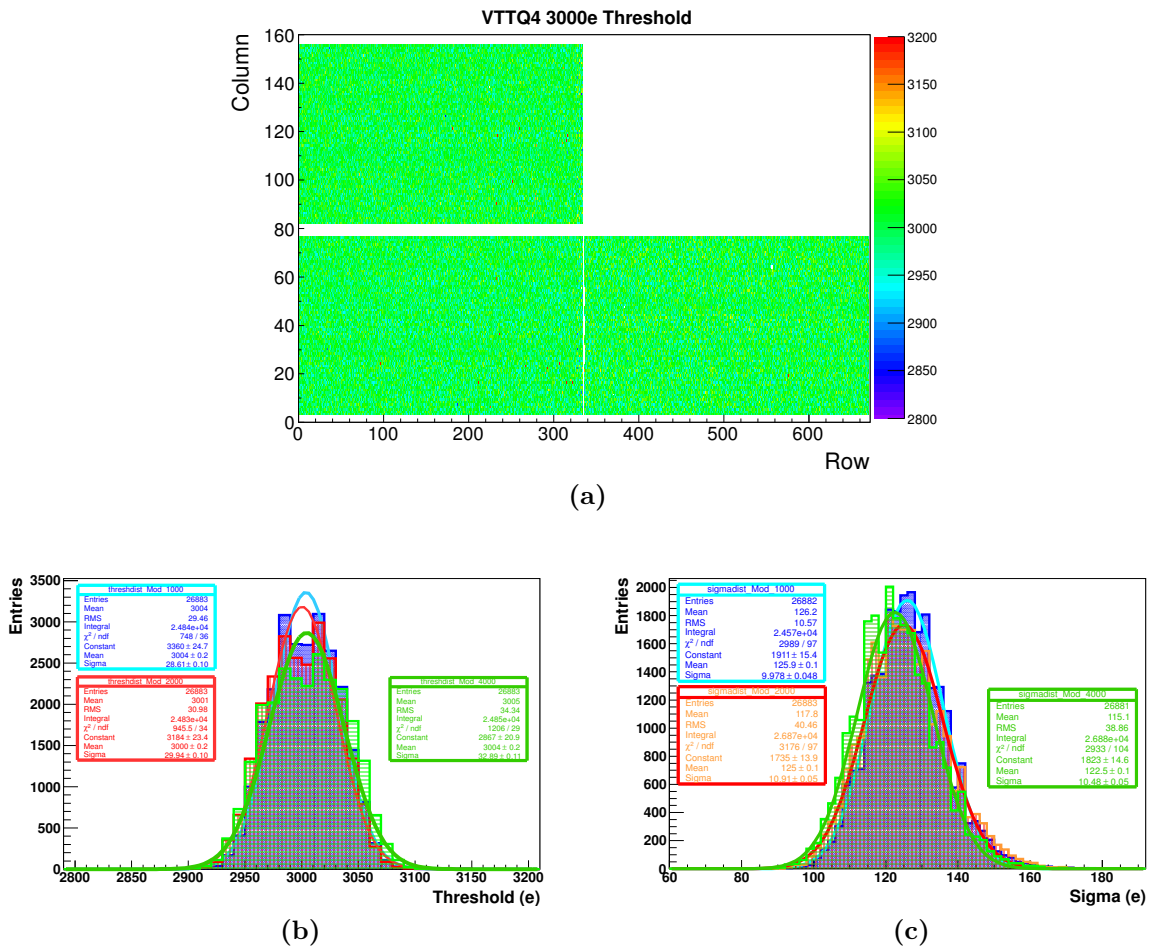 VTTQ4 3000e Threshold
Column
160
140
120
100
80
60
40
20
0
0 100 200 300 400 500 600
Row
3200
3150
3100
3050
3000
2950
2900
2850
2800
(a)
Entries
3500
3000
2500
2000
1500
1000
500
0
threshdist_Mod_1000
Entries 26883
Mean 3004
RMS 29.46
Integral 2.484e+04
χ² / ndf 748 / 36
Constant 3360 ± 24.7
Mean 3004 ± 0.2
Sigma 28.61 ± 0.10
threshdist_Mod_2000
Entries 26883
Mean 3001
RMS 30.98
Integral 2.483e+04
χ² / ndf 945.5 / 34
Constant 3184 ± 23.4
Mean 3000 ± 0.2
Sigma 29.94 ± 0.10
threshdist_Mod_4000
Entries 26883
Mean 3005
RMS 34.34
Integral 2.485e+04
χ² / ndf 1206 / 29
Constant 2867 ± 20.9
Mean 3004 ± 0.2
Sigma 32.89 ± 0.11
2800 2850 2900 2950 3000 3050 3100 3150 3200
Threshold (e)
(b)
Entries
2000
1800
1600
1400
1200
1000
800
600
400
200
0
sigmadist_Mod_1000
Entries 26882
Mean 126.2
RMS 10.57
Integral 2.457e+04
χ² / ndf 2989 / 97
Constant 1911 ± 15.4
Mean 125.9 ± 0.1
Sigma 9.978 ± 0.048
sigmadist_Mod_2000
Entries 26883
Mean 117.8
RMS 40.46
Integral 2.687e+04
χ² / ndf 3176 / 97
Constant 1735 ± 13.9
Mean 125 ± 0.1
Sigma 10.91 ± 0.05
sigmadist_Mod_4000
Entries 26881
Mean 115.1
RMS 38.86
Integral 2.688e+04
χ² / ndf 2933 / 104
Constant 1823 ± 14.6
Mean 122.5 ± 0.1
Sigma 10.48 ± 0.05
60 80 100 120 140 160 180
Sigma (e)
(c)